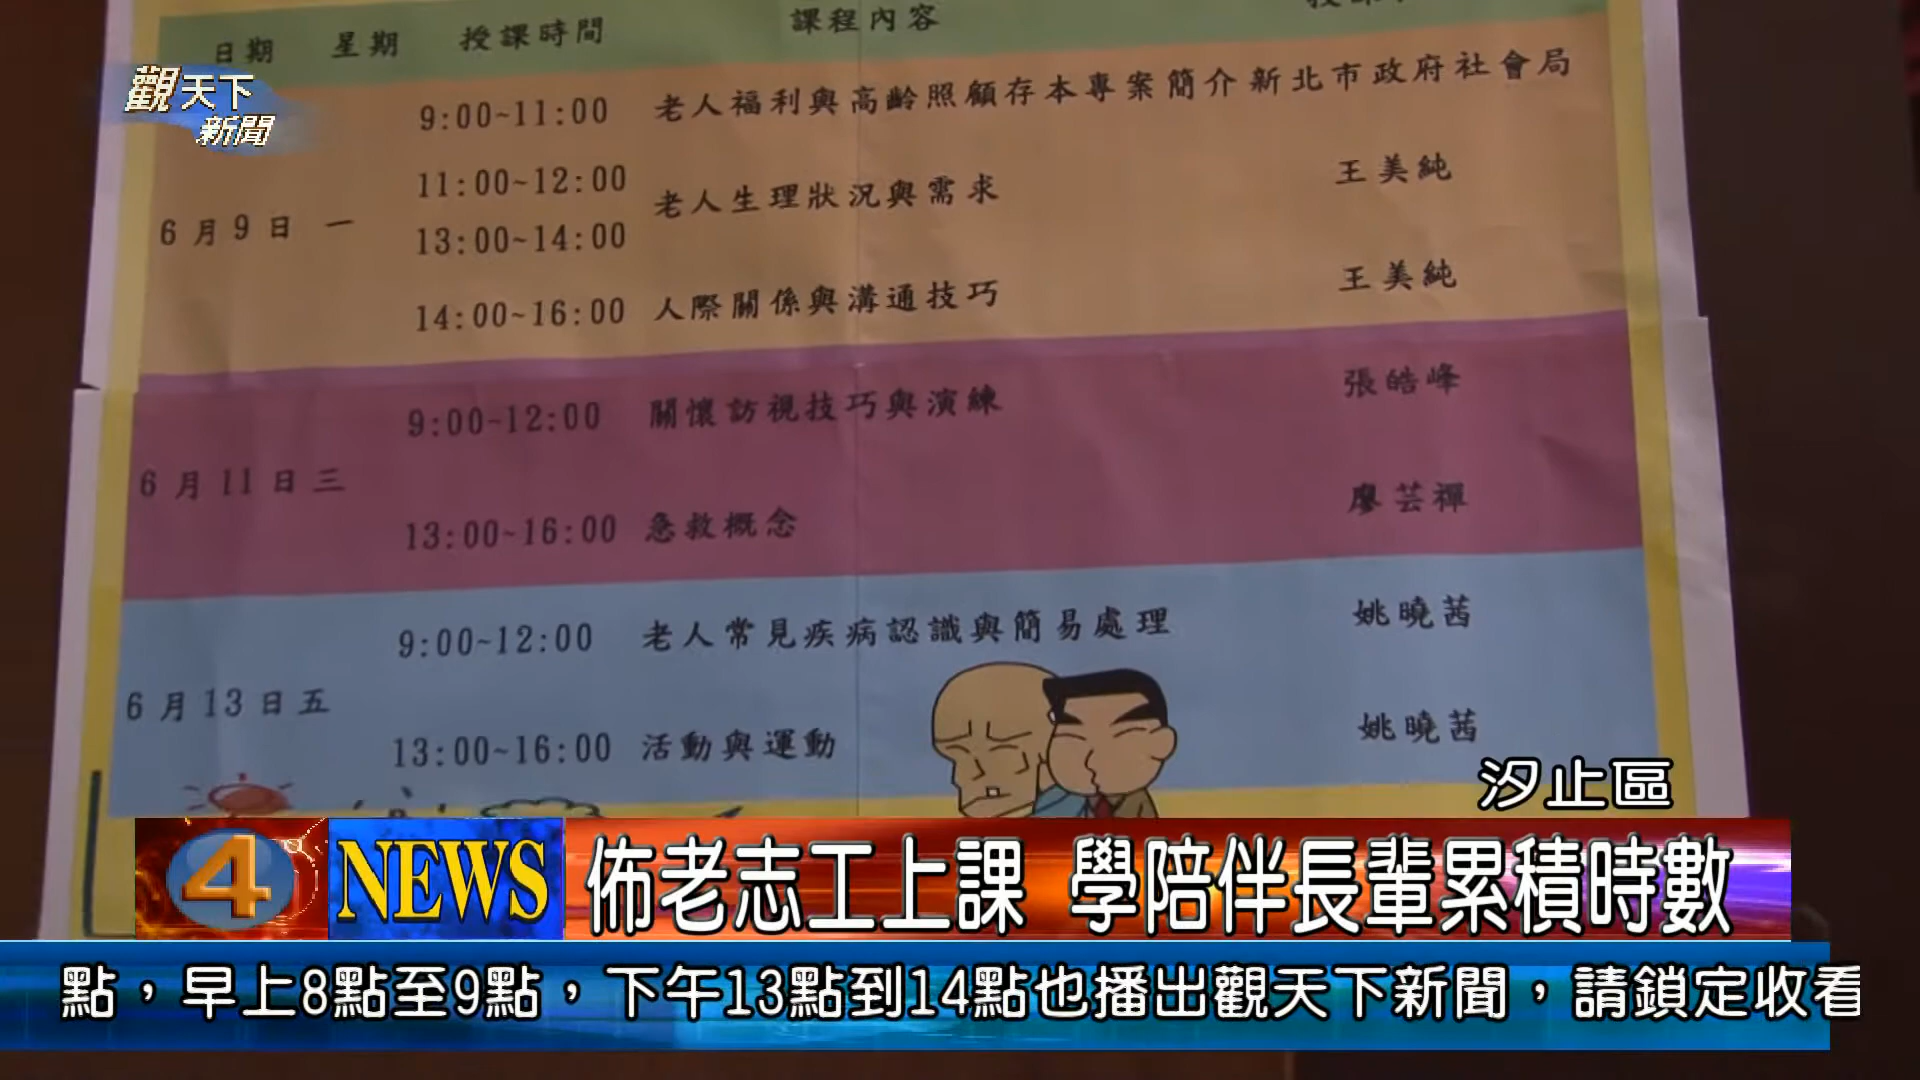 日期 星期 授課時間 課程內容
觀天下
新聞
9:00~11:00 老人福利與高齡照顧存本專案簡介 新北市政府社會局
11:00~12:00 老人生理狀況與需求 王美純
6月9日 一
13:00~14:00
14:00~16:00 人際關係與溝通技巧 王美純
9:00~12:00 關懷訪視技巧與演練 張皓峰
6月11日 三
13:00~16:00 急救概念 廖芸禪
9:00~12:00 老人常見疾病認識與簡易處理 姚曉茜
6月13日 五
13:00~16:00 活動與運動 姚曉茜
汐止區
4 NEWS 佈老志工上課 學陪伴長輩累積時數
點，早上8點至9點，下午13點到14點也播出觀天下新聞，請鎖定收看